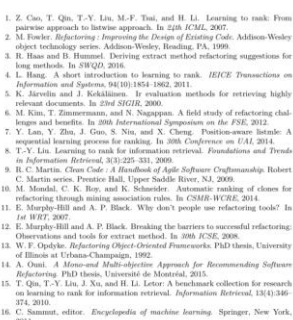 1. Z. Cao, T. Qin, T.-Y. Liu, M.-F. Tsai, and H. Li. Learning to rank: From
pairwise approach to listwise approach. In 24th ICML, 2007.
2. M. Fowler. Refactoring : Improving the Design of Existing Code. Addison-Wesley
object technology series. Addison-Wesley, Reading, PA, 1999.
3. R. Haas and B. Hummel. Deriving extract method refactoring suggestions for
long methods. In SWQD, 2016.
4. L. Hang. A short introduction to learning to rank. IEICE Transactions on
Information and Systems, 94(10):1854–1862, 2011.
5. K. Järvelin and J. Kekäläinen. Ir evaluation methods for retrieving highly
relevant documents. In 23rd SIGIR, 2000.
6. M. Kim, T. Zimmermann, and N. Nagappan. A field study of refactoring chal-
lenges and benefits. In 20th International Symposium on the FSE, 2012.
7. Y. Lan, Y. Zhu, J. Guo, S. Niu, and X. Cheng. Position-aware listmle: A
sequential learning process for ranking. In 30th Conference on UAI, 2014.
8. T.-Y. Liu. Learning to rank for information retrieval. Foundations and Trends
in Information Retrieval, 3(3):225–331, 2009.
9. R. C. Martin. Clean Code : A Handbook of Agile Software Craftmanship. Robert
C. Martin series. Prentice Hall, Upper Saddle River, NJ, 2009.
10. M. Mondal, C. K. Roy, and K. Schneider. Automatic ranking of clones for
refactoring through mining association rules. In CSMR-WCRE, 2014.
11. E. Murphy-Hill and A. P. Black. Why don't people use refactoring tools? In
1st WRT, 2007.
12. E. Murphy-Hill and A. P. Black. Breaking the barriers to successful refactoring:
Observations and tools for extract method. In 30th ICSE, 2008.
13. W. F. Opdyke. Refactoring Object-Oriented Frameworks. PhD thesis, University
of Illinois at Urbana-Champaign, 1992.
14. A. Ouni. A Mono-and Multi-objective Approach for Recommending Software
Refactoring. PhD thesis, Université de Montréal, 2015.
15. T. Qin, T.-Y. Liu, J. Xu, and H. Li. Letor: A benchmark collection for research
on learning to rank for information retrieval. Information Retrieval, 13(4):346–
374, 2010.
16. C. Sammut, editor. Encyclopedia of machine learning. Springer, New York,